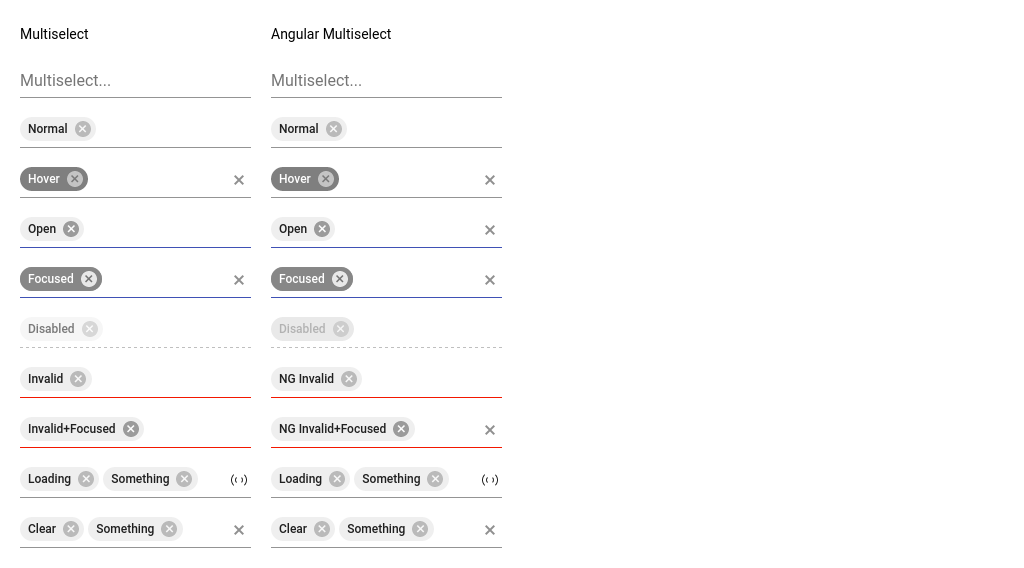 Multiselect Angular Multiselect
Multiselect... Multiselect...
Normal Normal
Hover Hover
Open Open
Focused Focused
Disabled Disabled
Invalid NG Invalid
Invalid+Focused NG Invalid+Focused
Loading Something Loading Something
Clear Something Clear Something